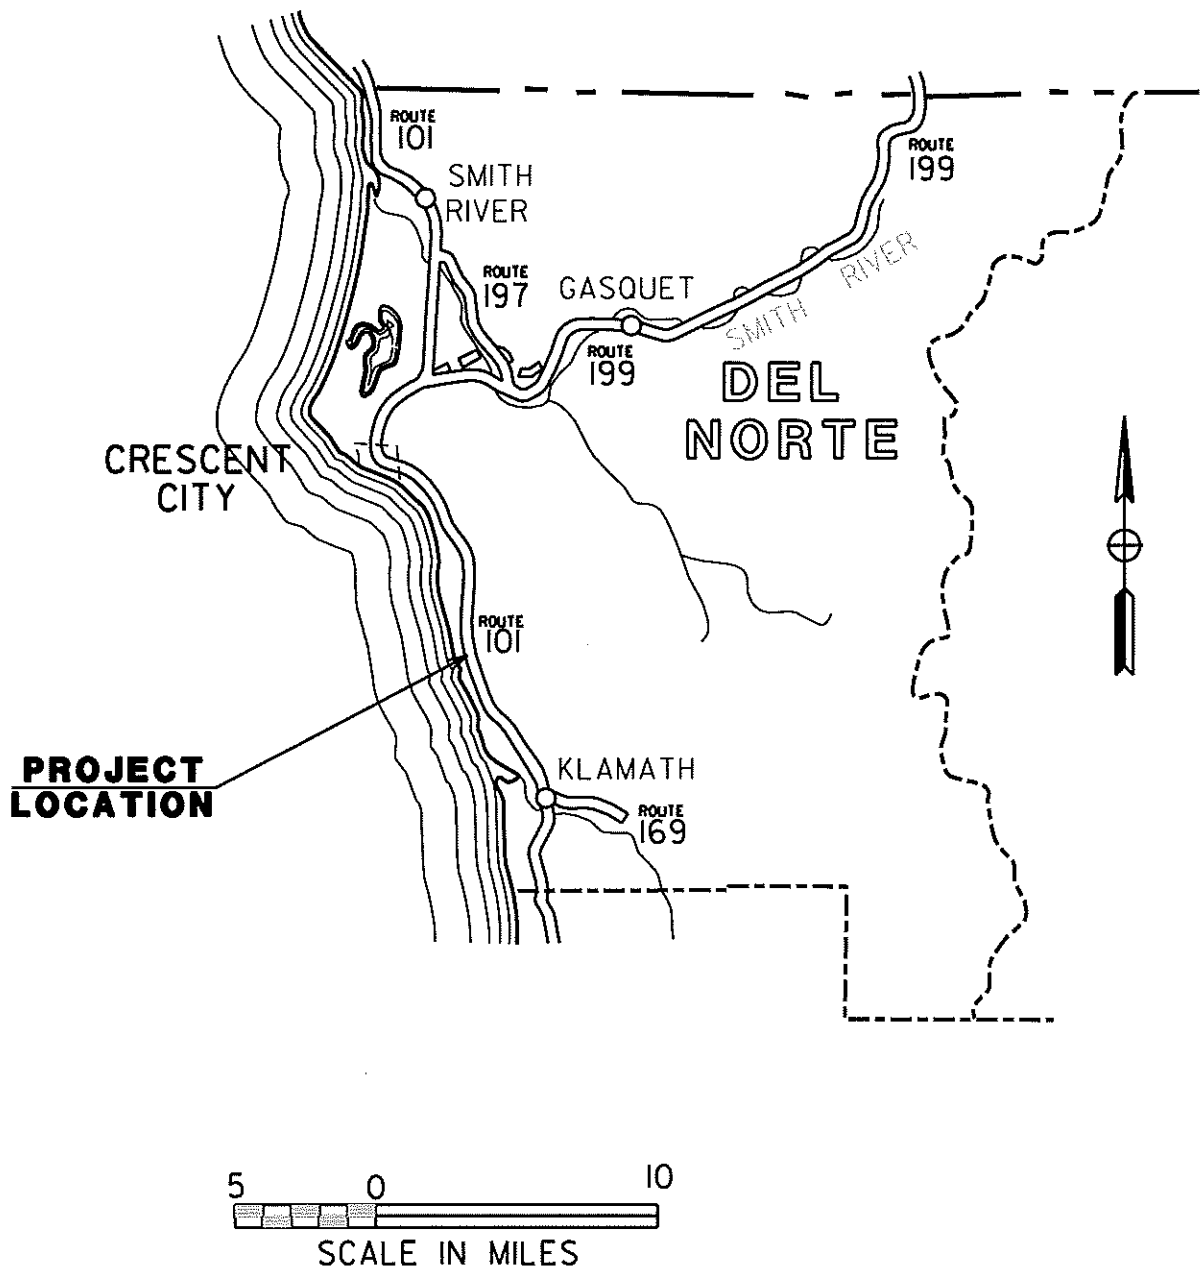 ROUTE
101
ROUTE
199
SMITH
RIVER
SMITH RIVER
ROUTE
197
GASQUET
ROUTE
199
DEL
NORTE
CRESCENT
CITY
ROUTE
101
PROJECT
LOCATION
KLAMATH
ROUTE
169
5 0 10
SCALE IN MILES